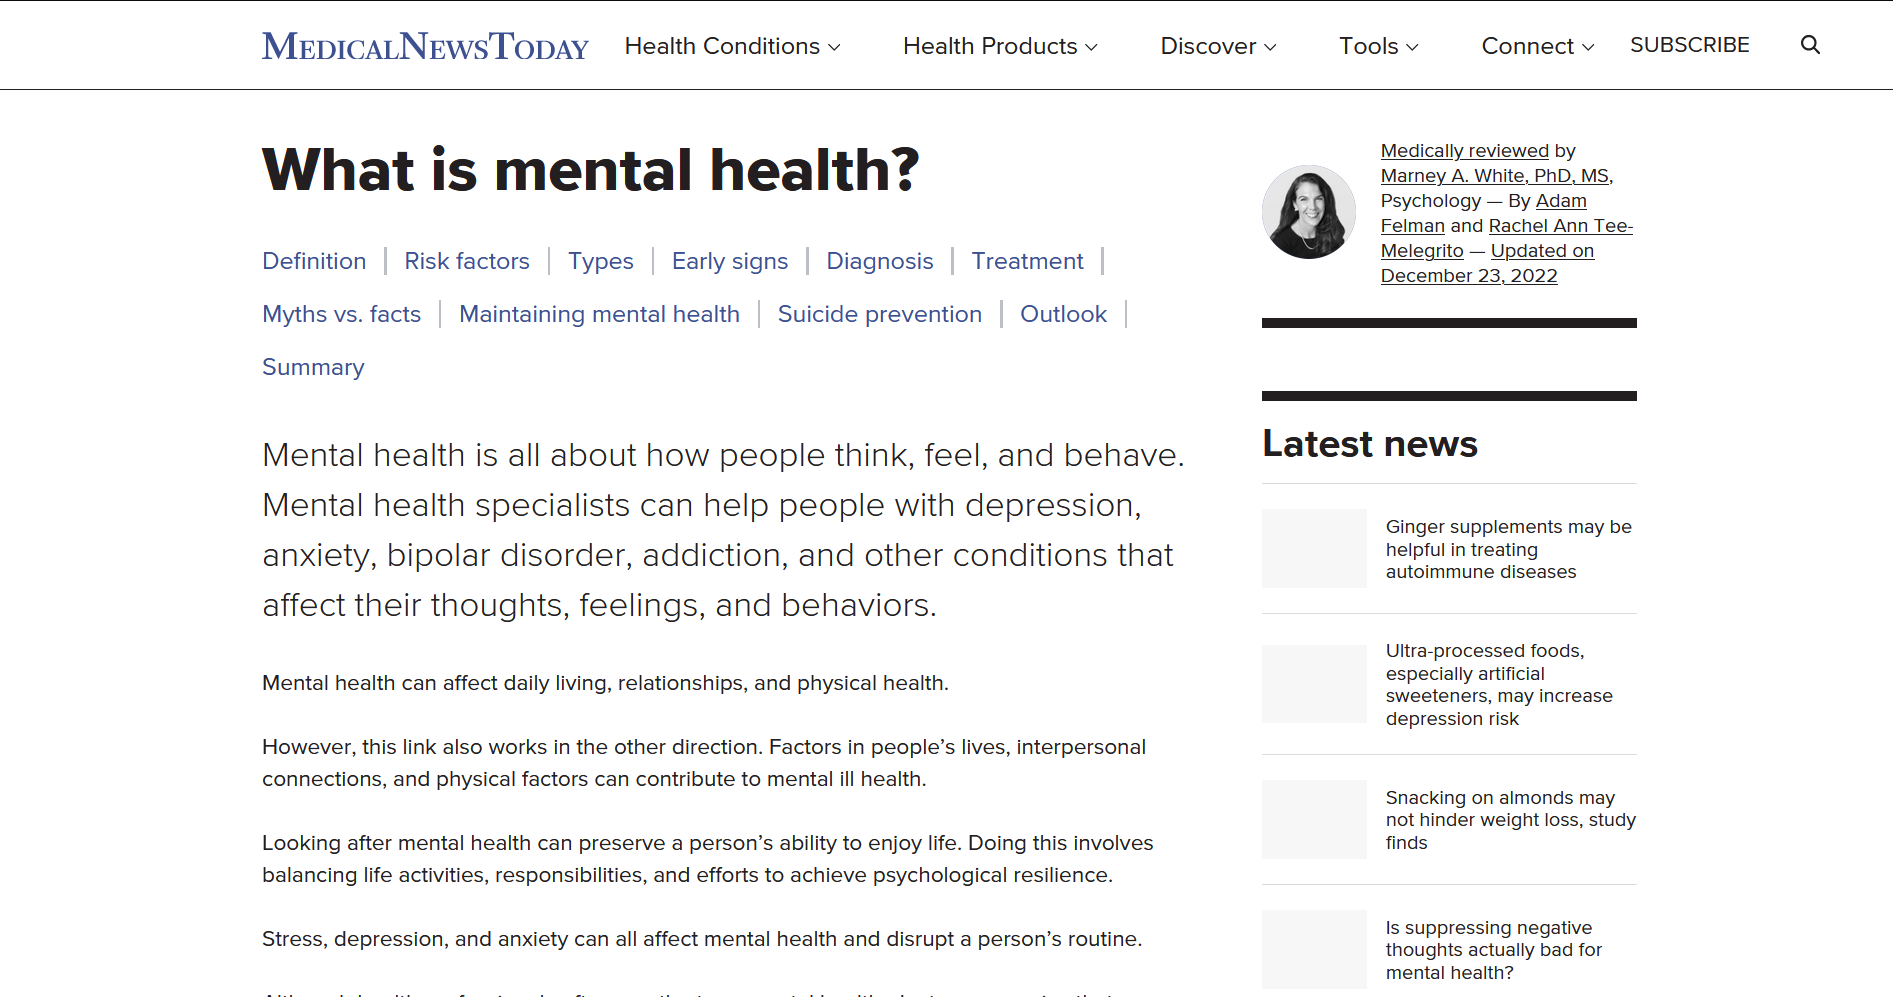 MEDICALNEWSTODAY Health Conditions Health Products Discover Tools Connect SUBSCRIBE
What is mental health?
Definition | Risk factors | Types | Early signs | Diagnosis | Treatment |
Myths vs. facts | Maintaining mental health | Suicide prevention | Outlook |
Summary
Mental health is all about how people think, feel, and behave.
Mental health specialists can help people with depression,
anxiety, bipolar disorder, addiction, and other conditions that
affect their thoughts, feelings, and behaviors.
Mental health can affect daily living, relationships, and physical health.
However, this link also works in the other direction. Factors in people’s lives, interpersonal
connections, and physical factors can contribute to mental ill health.
Looking after mental health can preserve a person’s ability to enjoy life. Doing this involves
balancing life activities, responsibilities, and efforts to achieve psychological resilience.
Stress, depression, and anxiety can all affect mental health and disrupt a person’s routine.
Medically reviewed by
Marney A. White, PhD, MS,
Psychology — By Adam
Felman and Rachel Ann Tee-
Melegrito — Updated on
December 23, 2022
Latest news
Ginger supplements may be
helpful in treating
autoimmune diseases
Ultra-processed foods,
especially artificial
sweeteners, may increase
depression risk
Snacking on almonds may
not hinder weight loss, study
finds
Is suppressing negative
thoughts actually bad for
mental health?